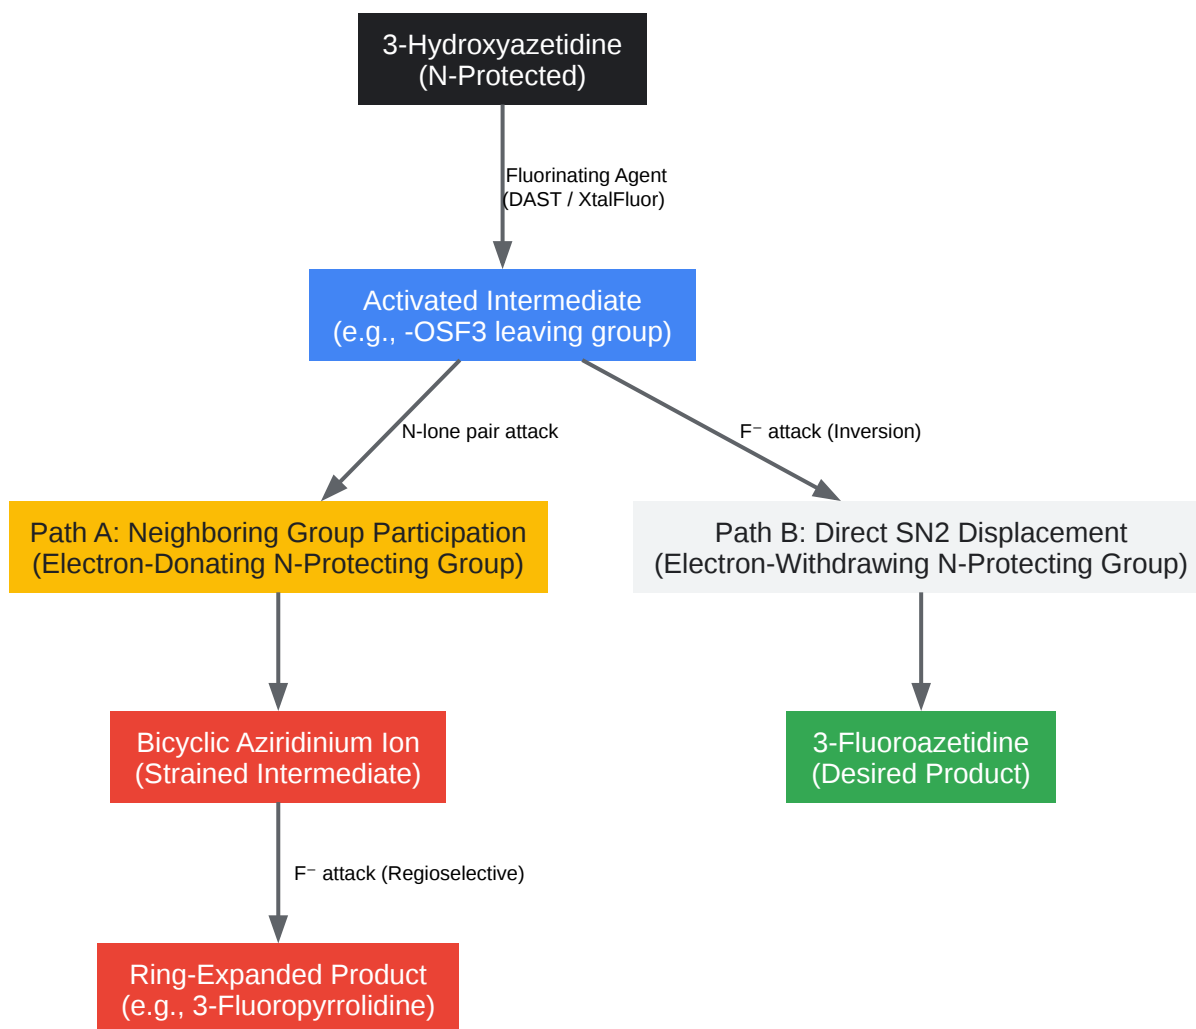 3-Hydroxyazetidine
(N-Protected)
Fluorinating Agent
(DAST / XtalFluor)
Activated Intermediate
(e.g., -OSF3 leaving group)
N-lone pair attack
F⁻ attack (Inversion)
Path A: Neighboring Group Participation
(Electron-Donating N-Protecting Group)
Path B: Direct SN2 Displacement
(Electron-Withdrawing N-Protecting Group)
Bicyclic Aziridinium Ion
(Strained Intermediate)
3-Fluoroazetidine
(Desired Product)
F⁻ attack (Regioselective)
Ring-Expanded Product
(e.g., 3-Fluoropyrrolidine)